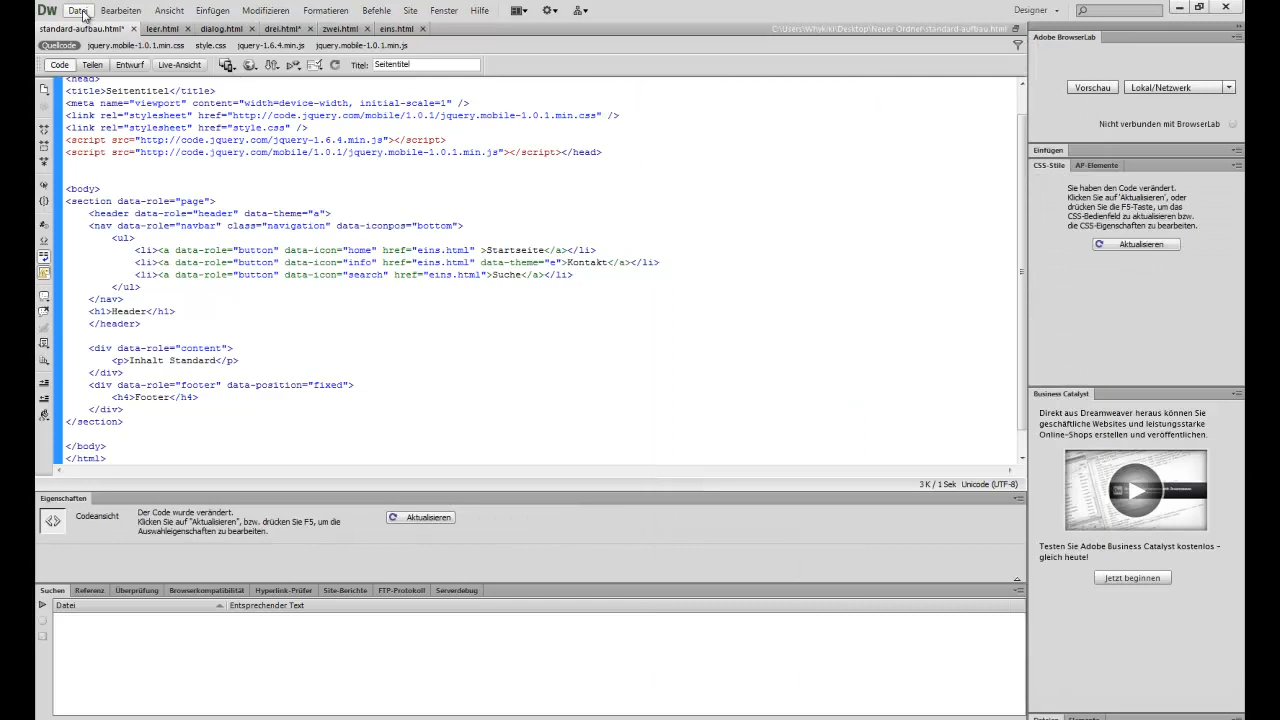 Dw Datei Bearbeiten Ansicht Einfügen Modifizieren Formatieren Befehle Site Fenster Hilfe Designer
standard-aufbau.html* leer.html dialog.html drei.html* zwei.html eins.html C:\Users\Whykiki\Desktop\Neuer Ordner\standard-aufbau.html
Quellcode jquery.mobile-1.0.1.min.css style.css jquery-1.6.4.min.js jquery.mobile-1.0.1.min.js
Code Teilen Entwurf Live-Ansicht Titel: Seitentitel
<head>
<title>Seitentitel</title>
<meta name="viewport" content="width=device-width, initial-scale=1" />
<link rel="stylesheet" href="http://code.jquery.com/mobile/1.0.1/jquery.mobile-1.0.1.min.css" />
<link rel="stylesheet" href="style.css" />
<script src="http://code.jquery.com/jquery-1.6.4.min.js"></script>
<script src="http://code.jquery.com/mobile/1.0.1/jquery.mobile-1.0.1.min.js"></script></head>
<body>
<section data-role="page">
<header data-role="header" data-theme="a">
<nav data-role="navbar" class="navigation" data-iconpos="bottom">
<ul>
<li><a data-role="button" data-icon="home" href="eins.html" >Startseite</a></li>
<li><a data-role="button" data-icon="info" href="eins.html" data-theme="e">Kontakt</a></li>
<li><a data-role="button" data-icon="search" href="eins.html">Suche</a></li>
</ul>
</nav>
<h1>Header</h1>
</header>
<div data-role="content">
<p>Inhalt Standard</p>
</div>
<div data-role="footer" data-position="fixed">
<h4>Footer</h4>
</div>
</section>
</body>
</html>
3 K / 1 Sek Unicode (UTF-8)
Eigenschaften
Codeansicht
Der Code wurde verändert.
Klicken Sie auf "Aktualisieren", bzw. drücken Sie F5, um die
Auswahleigenschaften zu bearbeiten.
Aktualisieren
Suchen Referenz Überprüfung Browserkompatibilität Hyperlink-Prüfer Site-Berichte FTP-Protokoll Serverdebug
Datei Entsprechender Text
Adobe BrowserLab
Vorschau Lokal/Netzwerk
Nicht verbunden mit BrowserLab
Einfügen
CSS-Stile AP-Elemente
Sie haben den Code verändert.
Klicken Sie auf 'Aktualisieren', oder
drücken Sie die F5-Taste, um das
CSS-Bedienfeld zu aktualisieren bzw.
die CSS-Eigenschaften zu bearbeiten.
Aktualisieren
Business Catalyst
Direkt aus Dreamweaver heraus können Sie
geschäftliche Websites und leistungsstarke
Online-Shops erstellen und veröffentlichen.
Testen Sie Adobe Business Catalyst kostenlos –
gleich heute!
Jetzt beginnen
Dateien Elemente